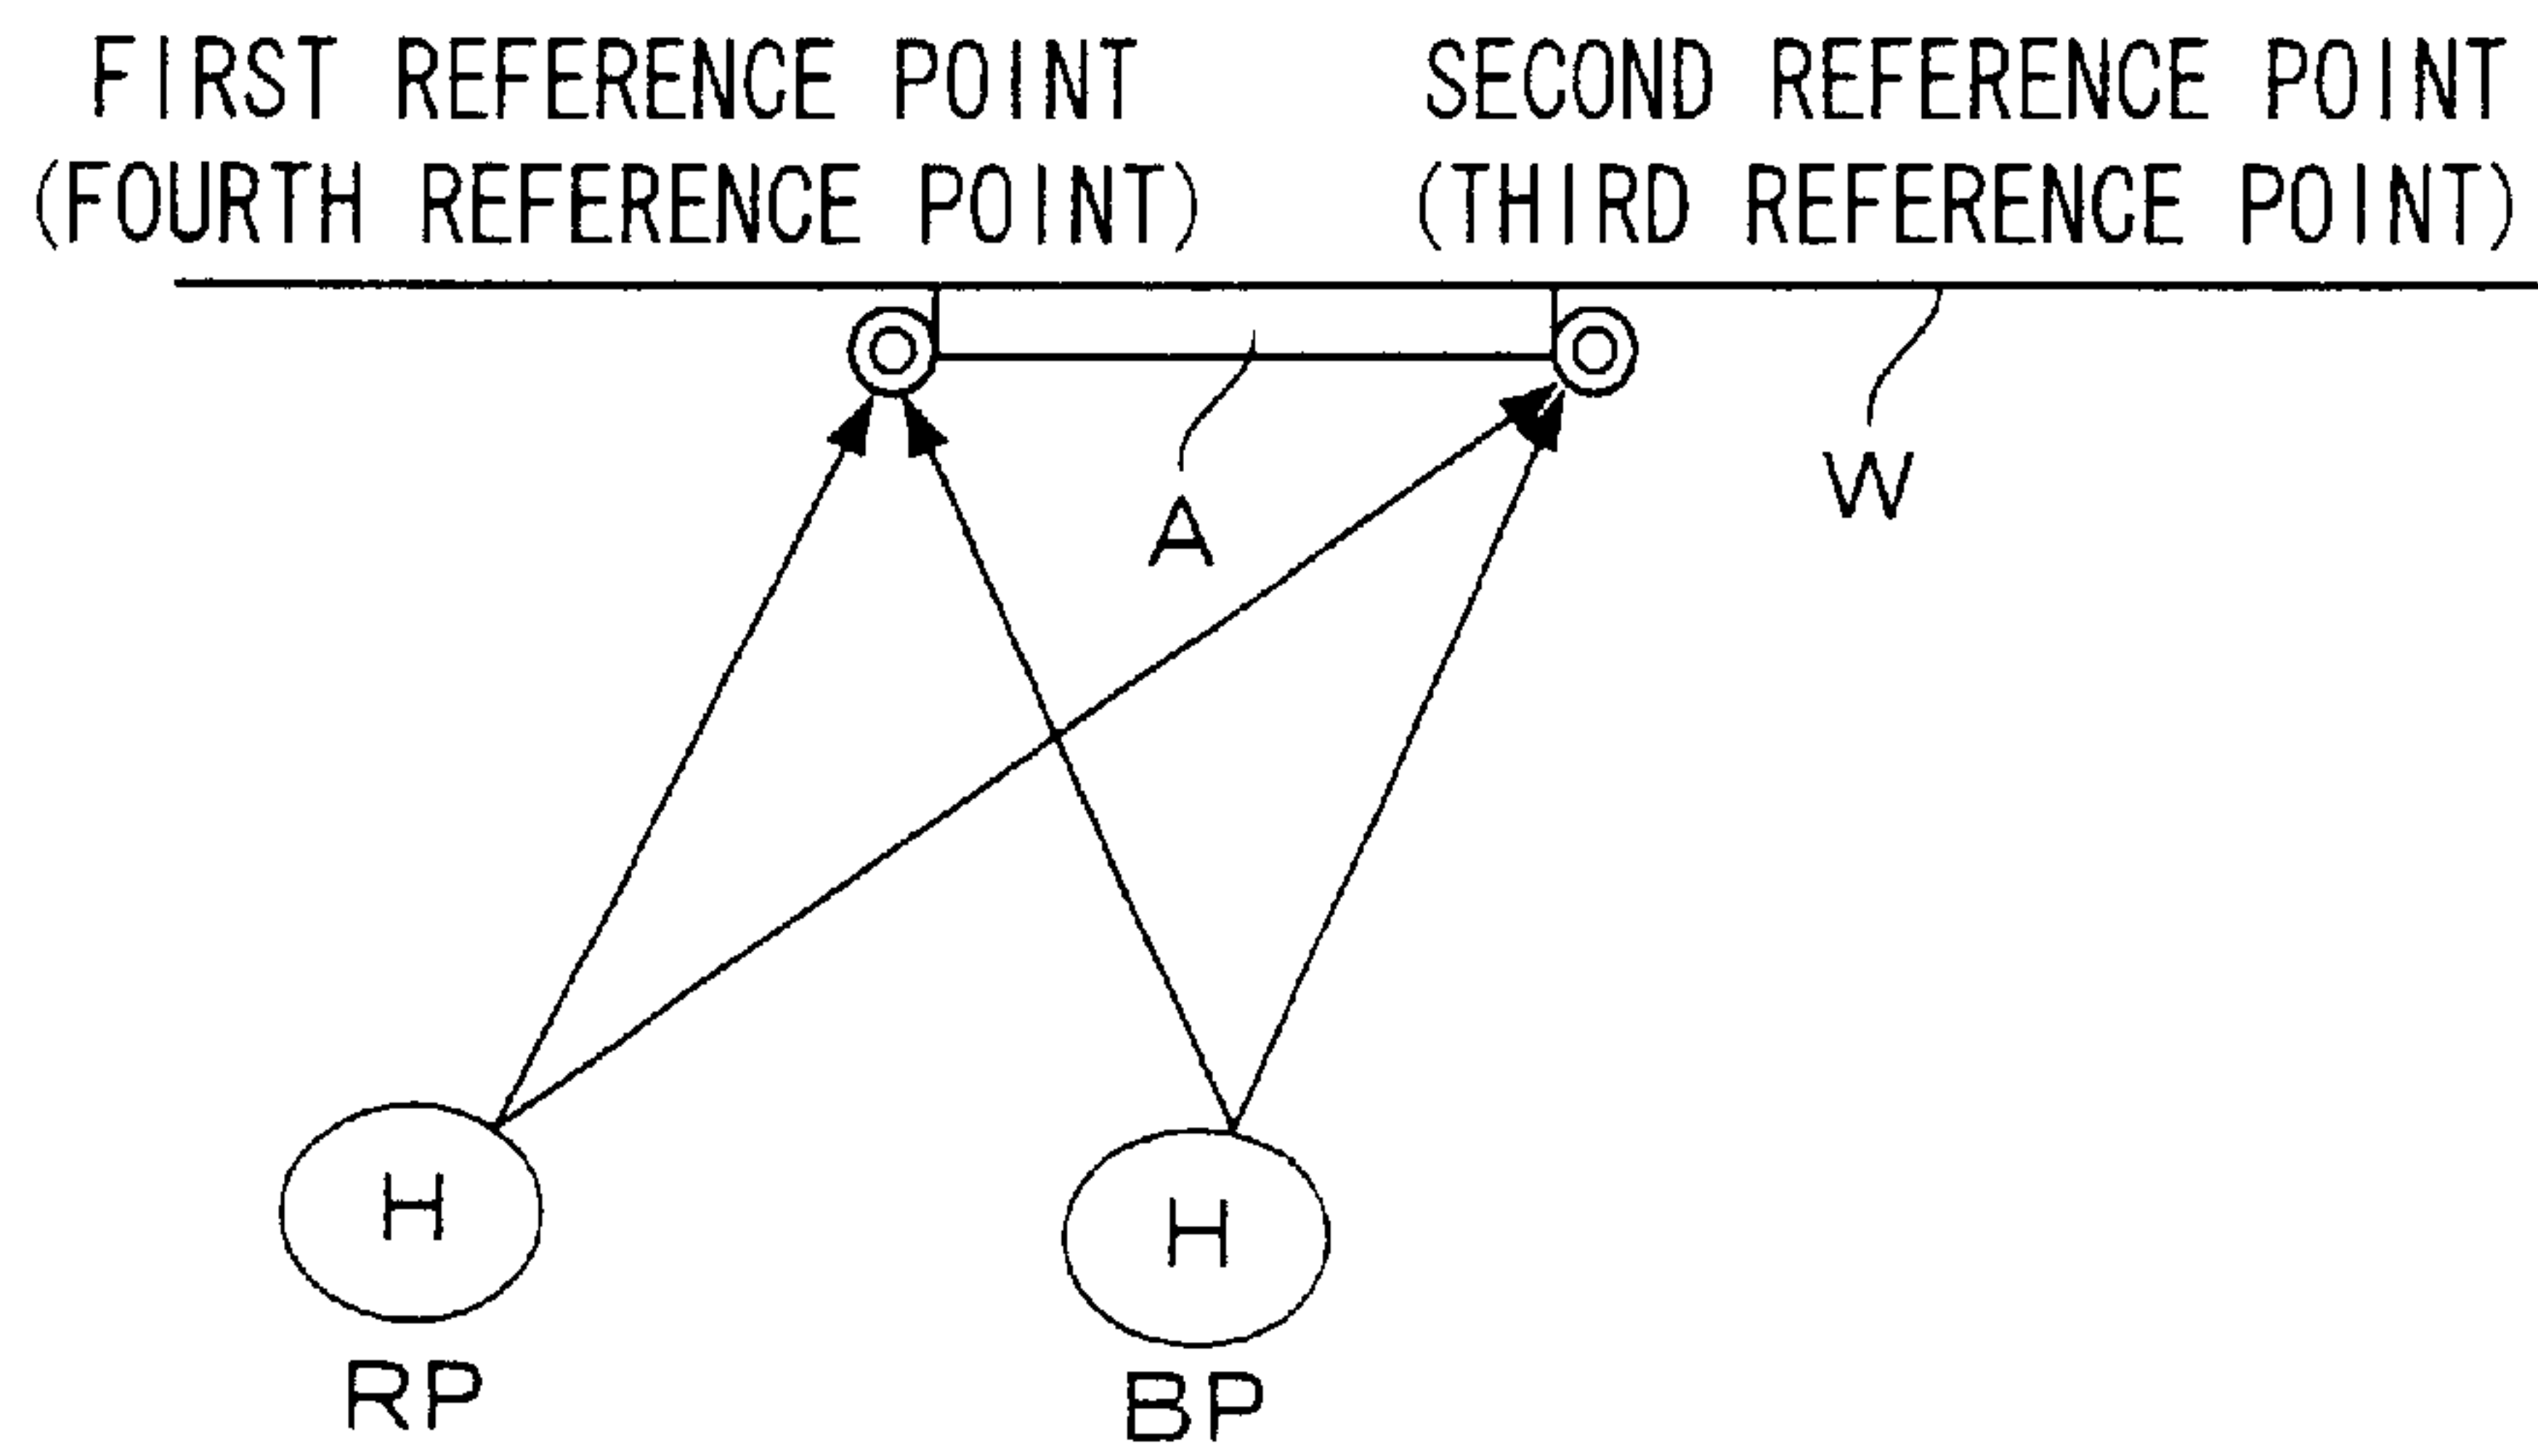 FIRST REFERENCE POINT
(FOURTH REFERENCE POINT)
SECOND REFERENCE POINT
(THIRD REFERENCE POINT)
A
W
H
RP
H
BP